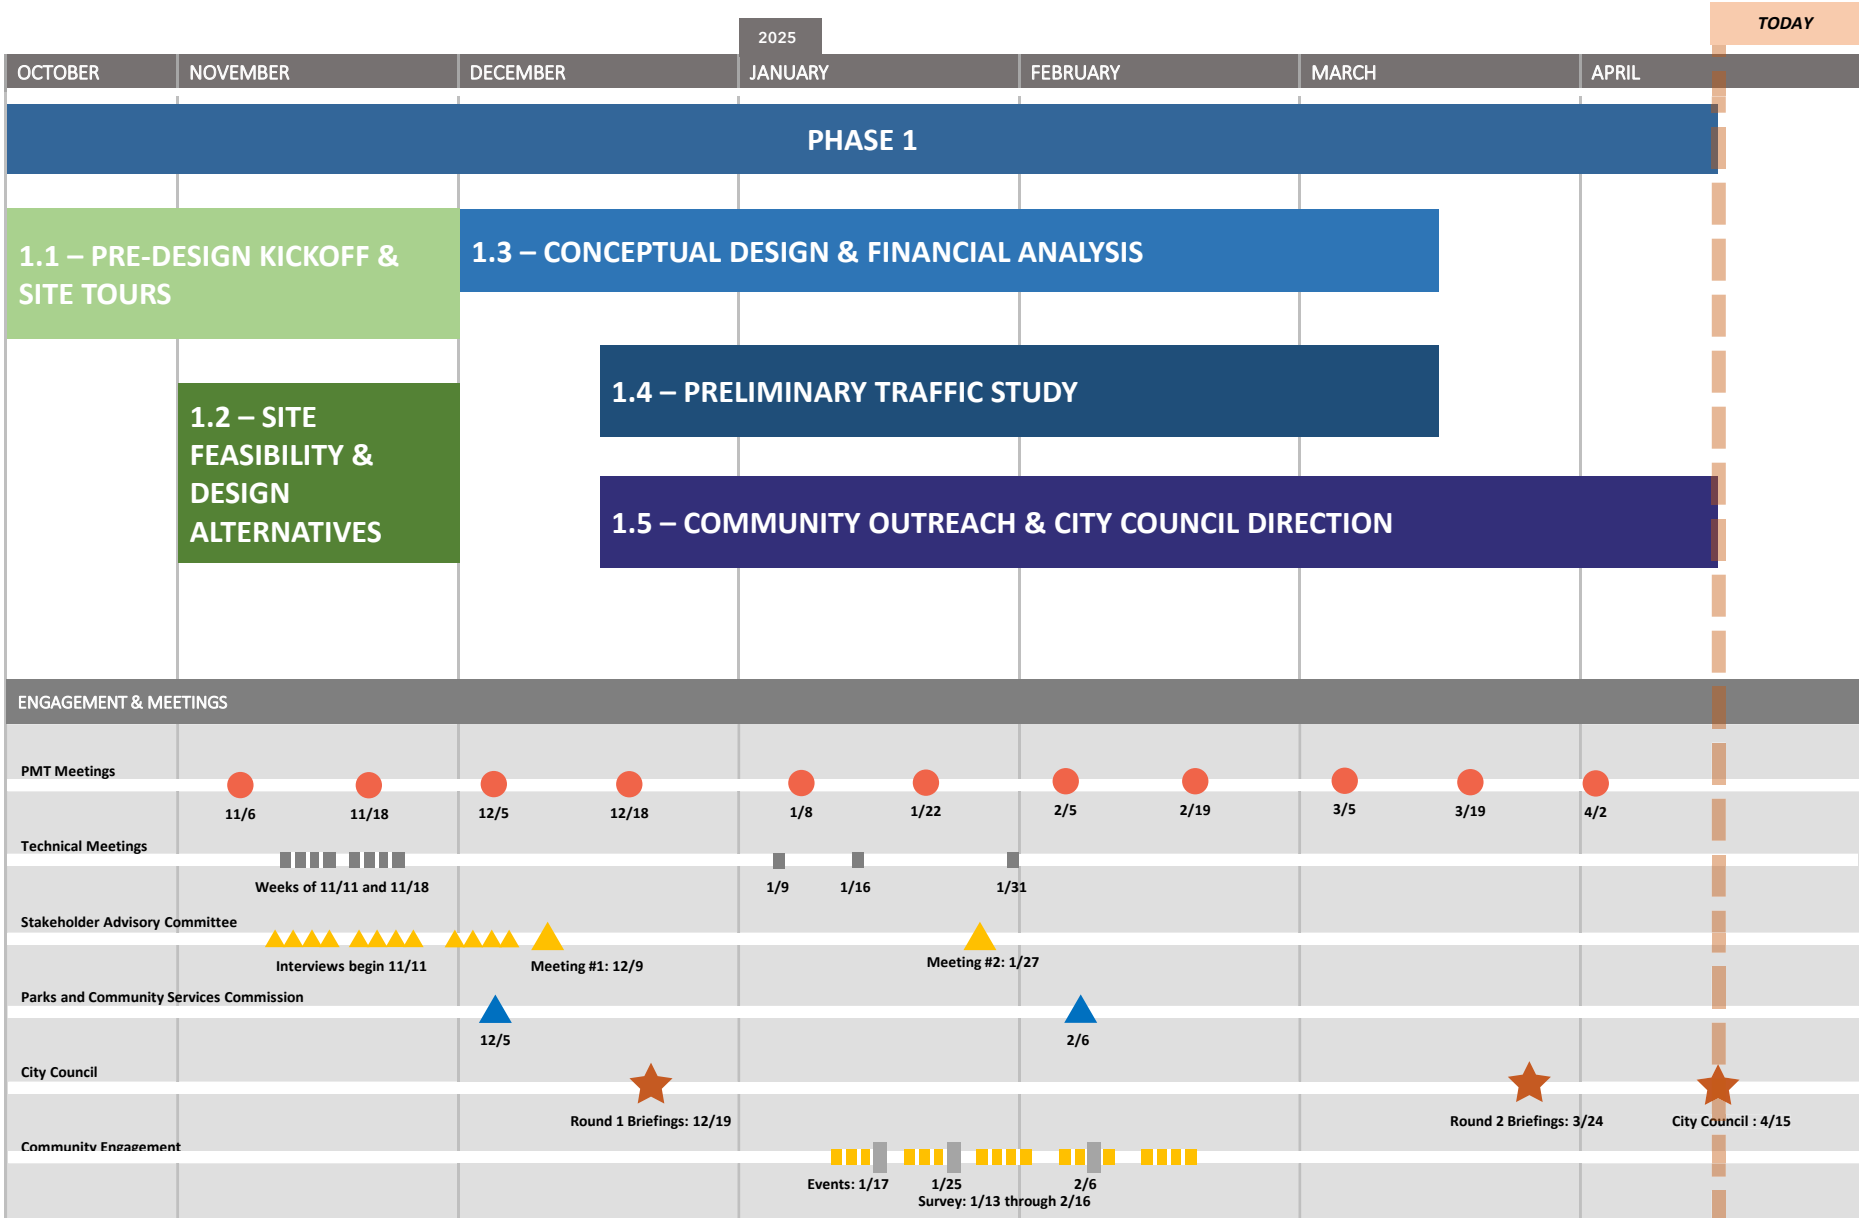 TODAY
2025
OCTOBER NOVEMBER DECEMBER JANUARY FEBRUARY MARCH APRIL
PHASE 1
1.1 – PRE-DESIGN KICKOFF &
SITE TOURS
1.3 – CONCEPTUAL DESIGN & FINANCIAL ANALYSIS
1.4 – PRELIMINARY TRAFFIC STUDY
1.2 – SITE
FEASIBILITY &
DESIGN
ALTERNATIVES
1.5 – COMMUNITY OUTREACH & CITY COUNCIL DIRECTION
ENGAGEMENT & MEETINGS
PMT Meetings
11/6 11/18 12/5 12/18 1/8 1/22 2/5 2/19 3/5 3/19 4/2
Technical Meetings
Weeks of 11/11 and 11/18 1/9 1/16 1/31
Stakeholder Advisory Committee
Interviews begin 11/11 Meeting #1: 12/9 Meeting #2: 1/27
Parks and Community Services Commission
12/5 2/6
City Council
Round 1 Briefings: 12/19 Round 2 Briefings: 3/24 City Council : 4/15
Community Engagement
Events: 1/17 1/25 2/6
Survey: 1/13 through 2/16